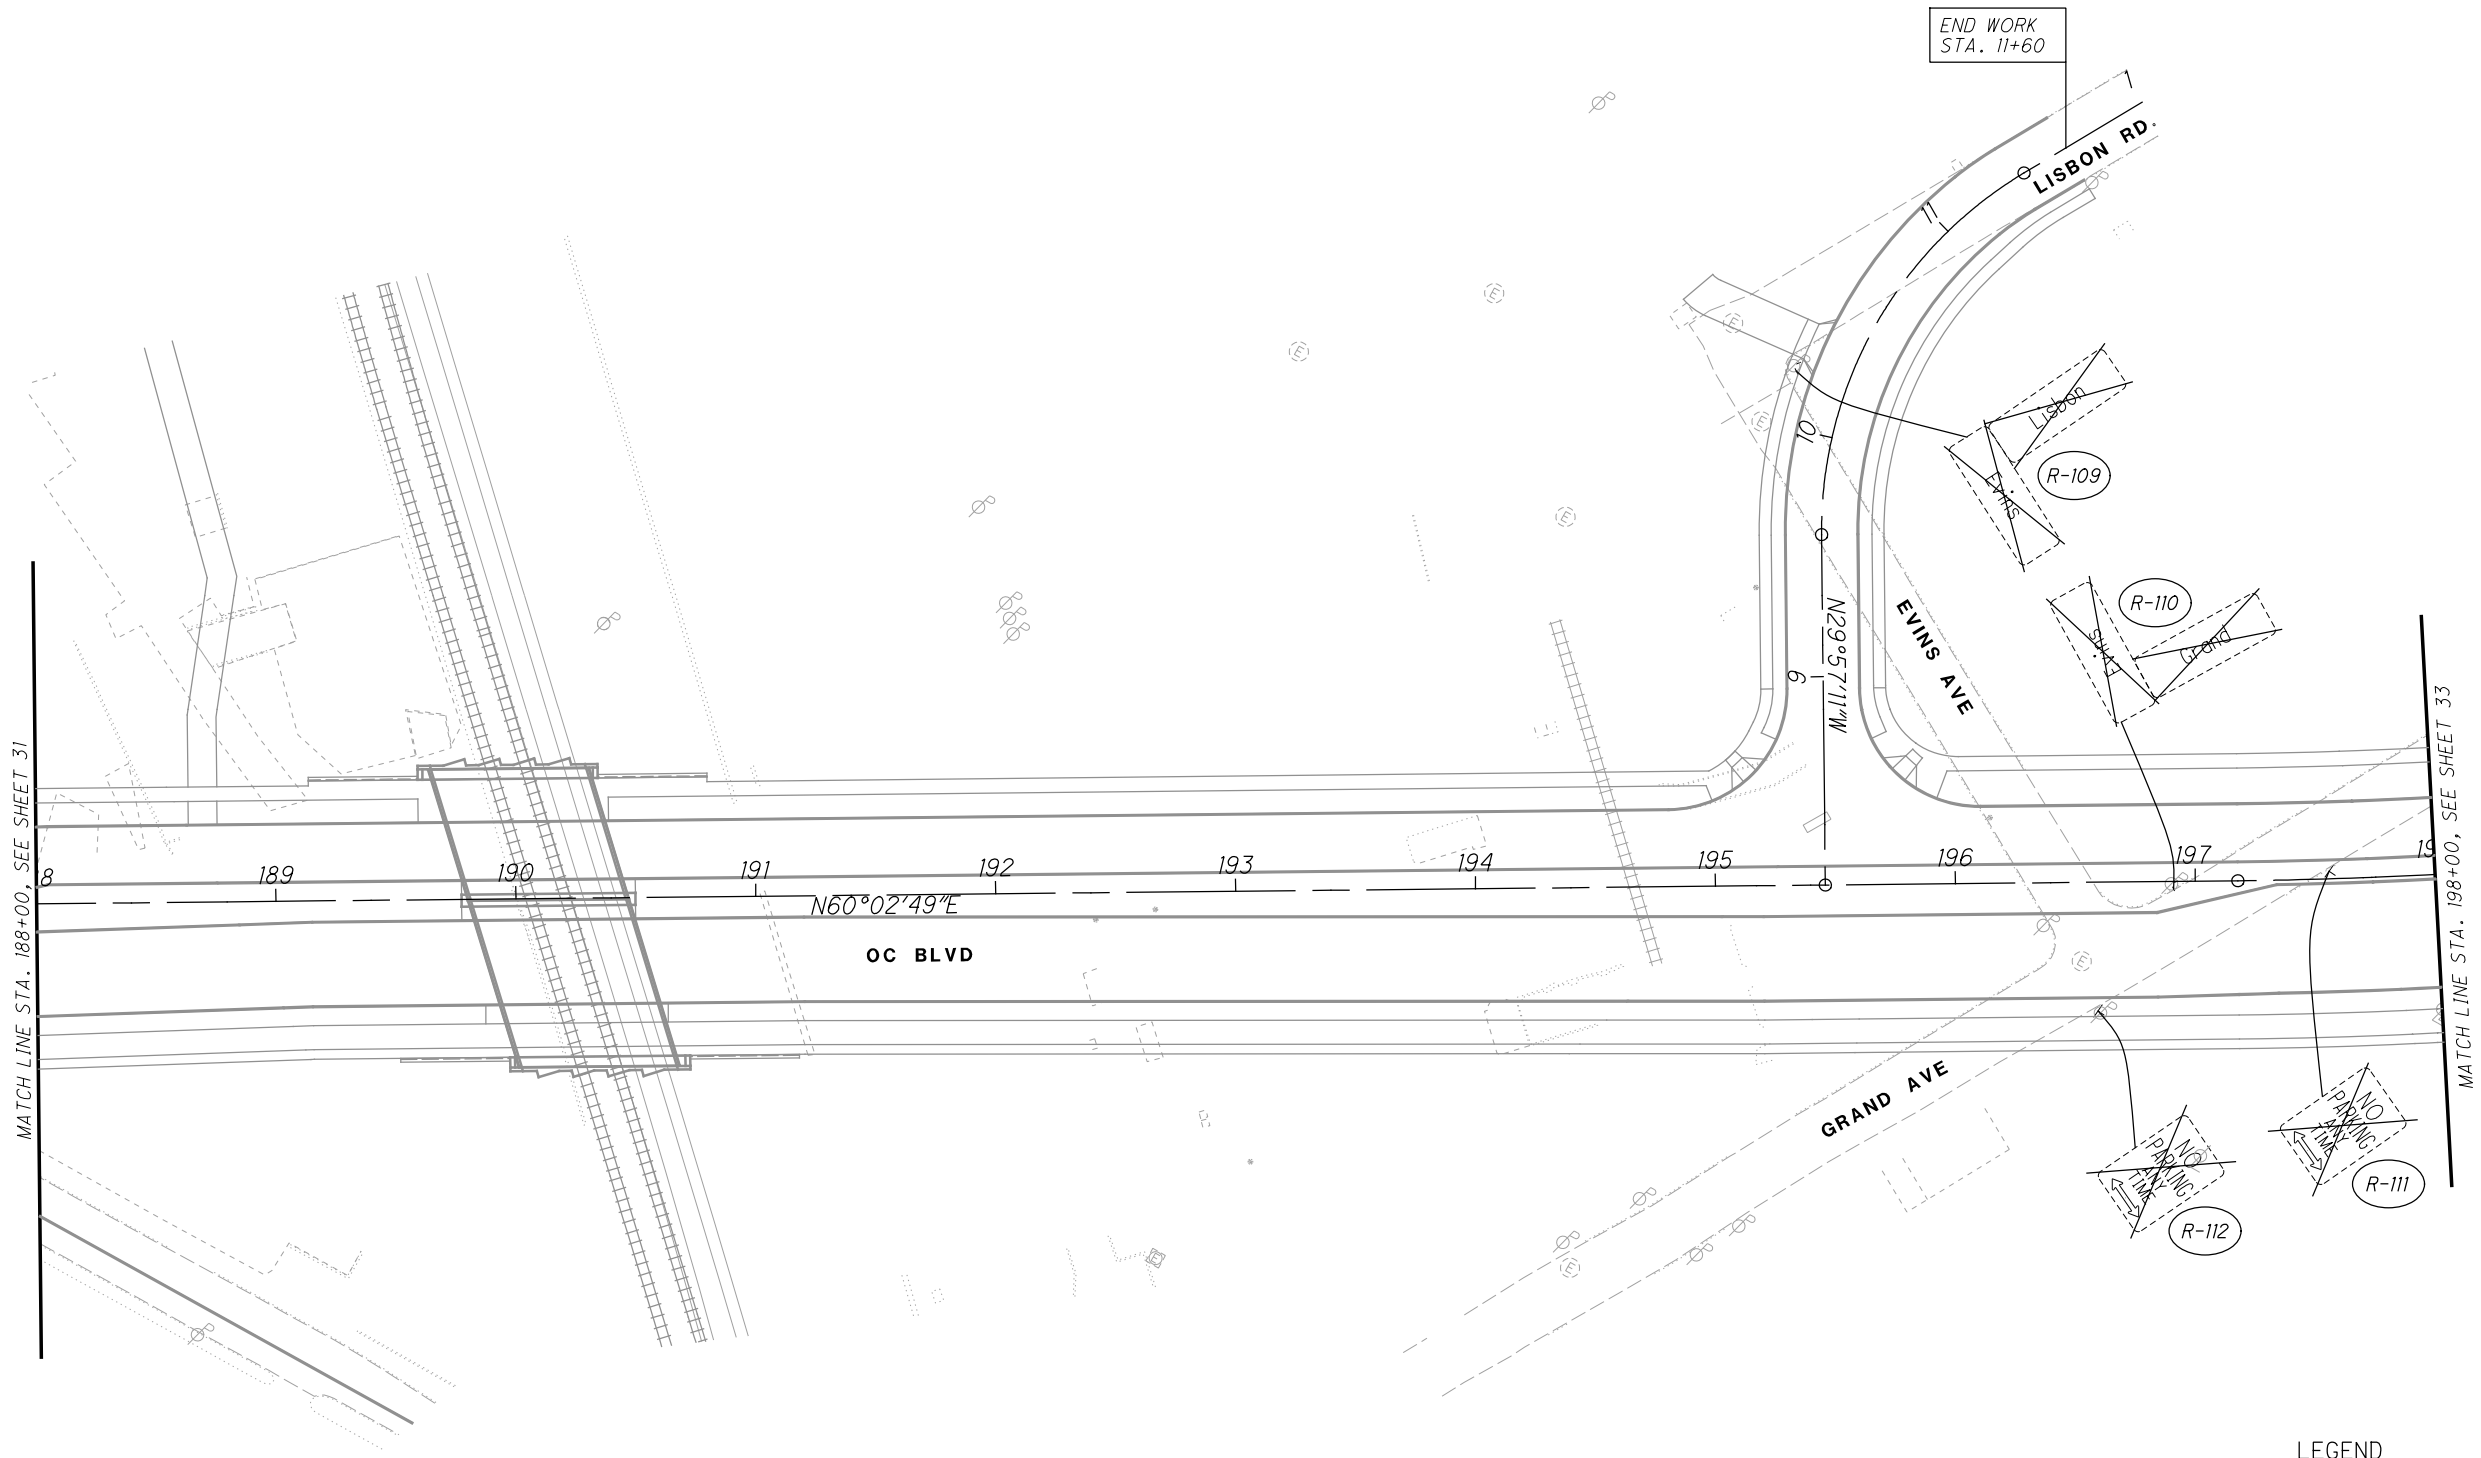 END WORK
STA. 11+60
LISBON RD.
11
10
9
N29°57'11"W
Lisbon
Evins
R-109
R-110
Evins
Grand
EVINS AVE
MATCH LINE STA. 188+00, SEE SHEET 31
MATCH LINE STA. 198+00, SEE SHEET 33
8
189
190
191
192
193
194
195
196
197
19
N60°02'49"E
OC BLVD
GRAND AVE
NO
PARKING
ANY
TIME
R-111
NO
PARKING
ANY
TIME
R-112
E
E
E
E
E
E
E
E
LEGEND